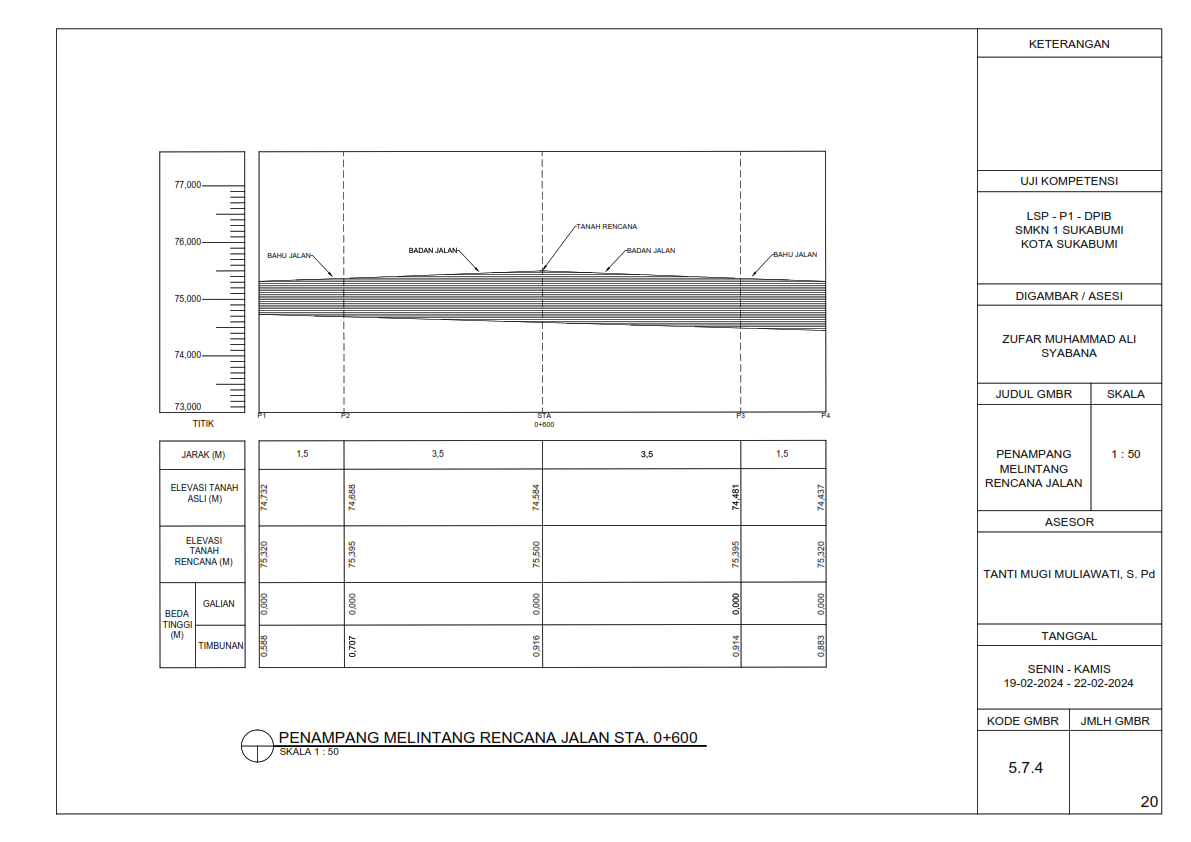 KETERANGAN
UJI KOMPETENSI
LSP - P1 - DPIB
SMKN 1 SUKABUMI
KOTA SUKABUMI
DIGAMBAR / ASESI
ZUFAR MUHAMMAD ALI
SYABANA
JUDUL GMBR
SKALA
PENAMPANG
MELINTANG
RENCANA JALAN
1 : 50
ASESOR
TANTI MUGI MULIAWATI, S. Pd
TANGGAL
SENIN - KAMIS
19-02-2024 - 22-02-2024
KODE GMBR
JMLH GMBR
5.7.4
20
77,000
76,000
75,000
74,000
73,000
TITIK
BAHU JALAN
BADAN JALAN
TANAH RENCANA
BADAN JALAN
BAHU JALAN
P1
P2
STA
0+600
P3
P4
JARAK (M)
1,5
3,5
3,5
1,5
ELEVASI TANAH
ASLI (M)
74,732
74,688
74,584
74,481
74,437
ELEVASI
TANAH
RENCANA (M)
75,320
75,395
75,500
75,395
75,320
BEDA
TINGGI
(M)
GALIAN
0,000
0,000
0,000
0,000
0,000
TIMBUNAN
0,588
0,707
0,916
0,914
0,883
PENAMPANG MELINTANG RENCANA JALAN STA. 0+600
SKALA 1 : 50